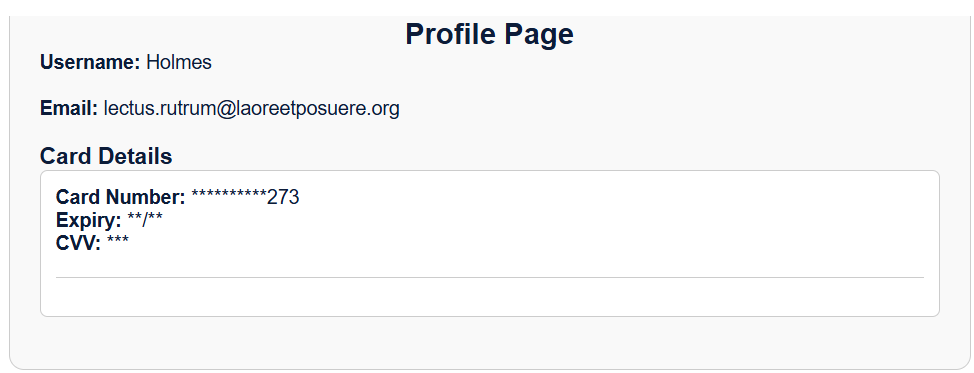 Profile Page
Username: Holmes
Email: lectus.rutrum@laoreetposuere.org
Card Details
Card Number: **********273
Expiry: **/**
CVV: ***